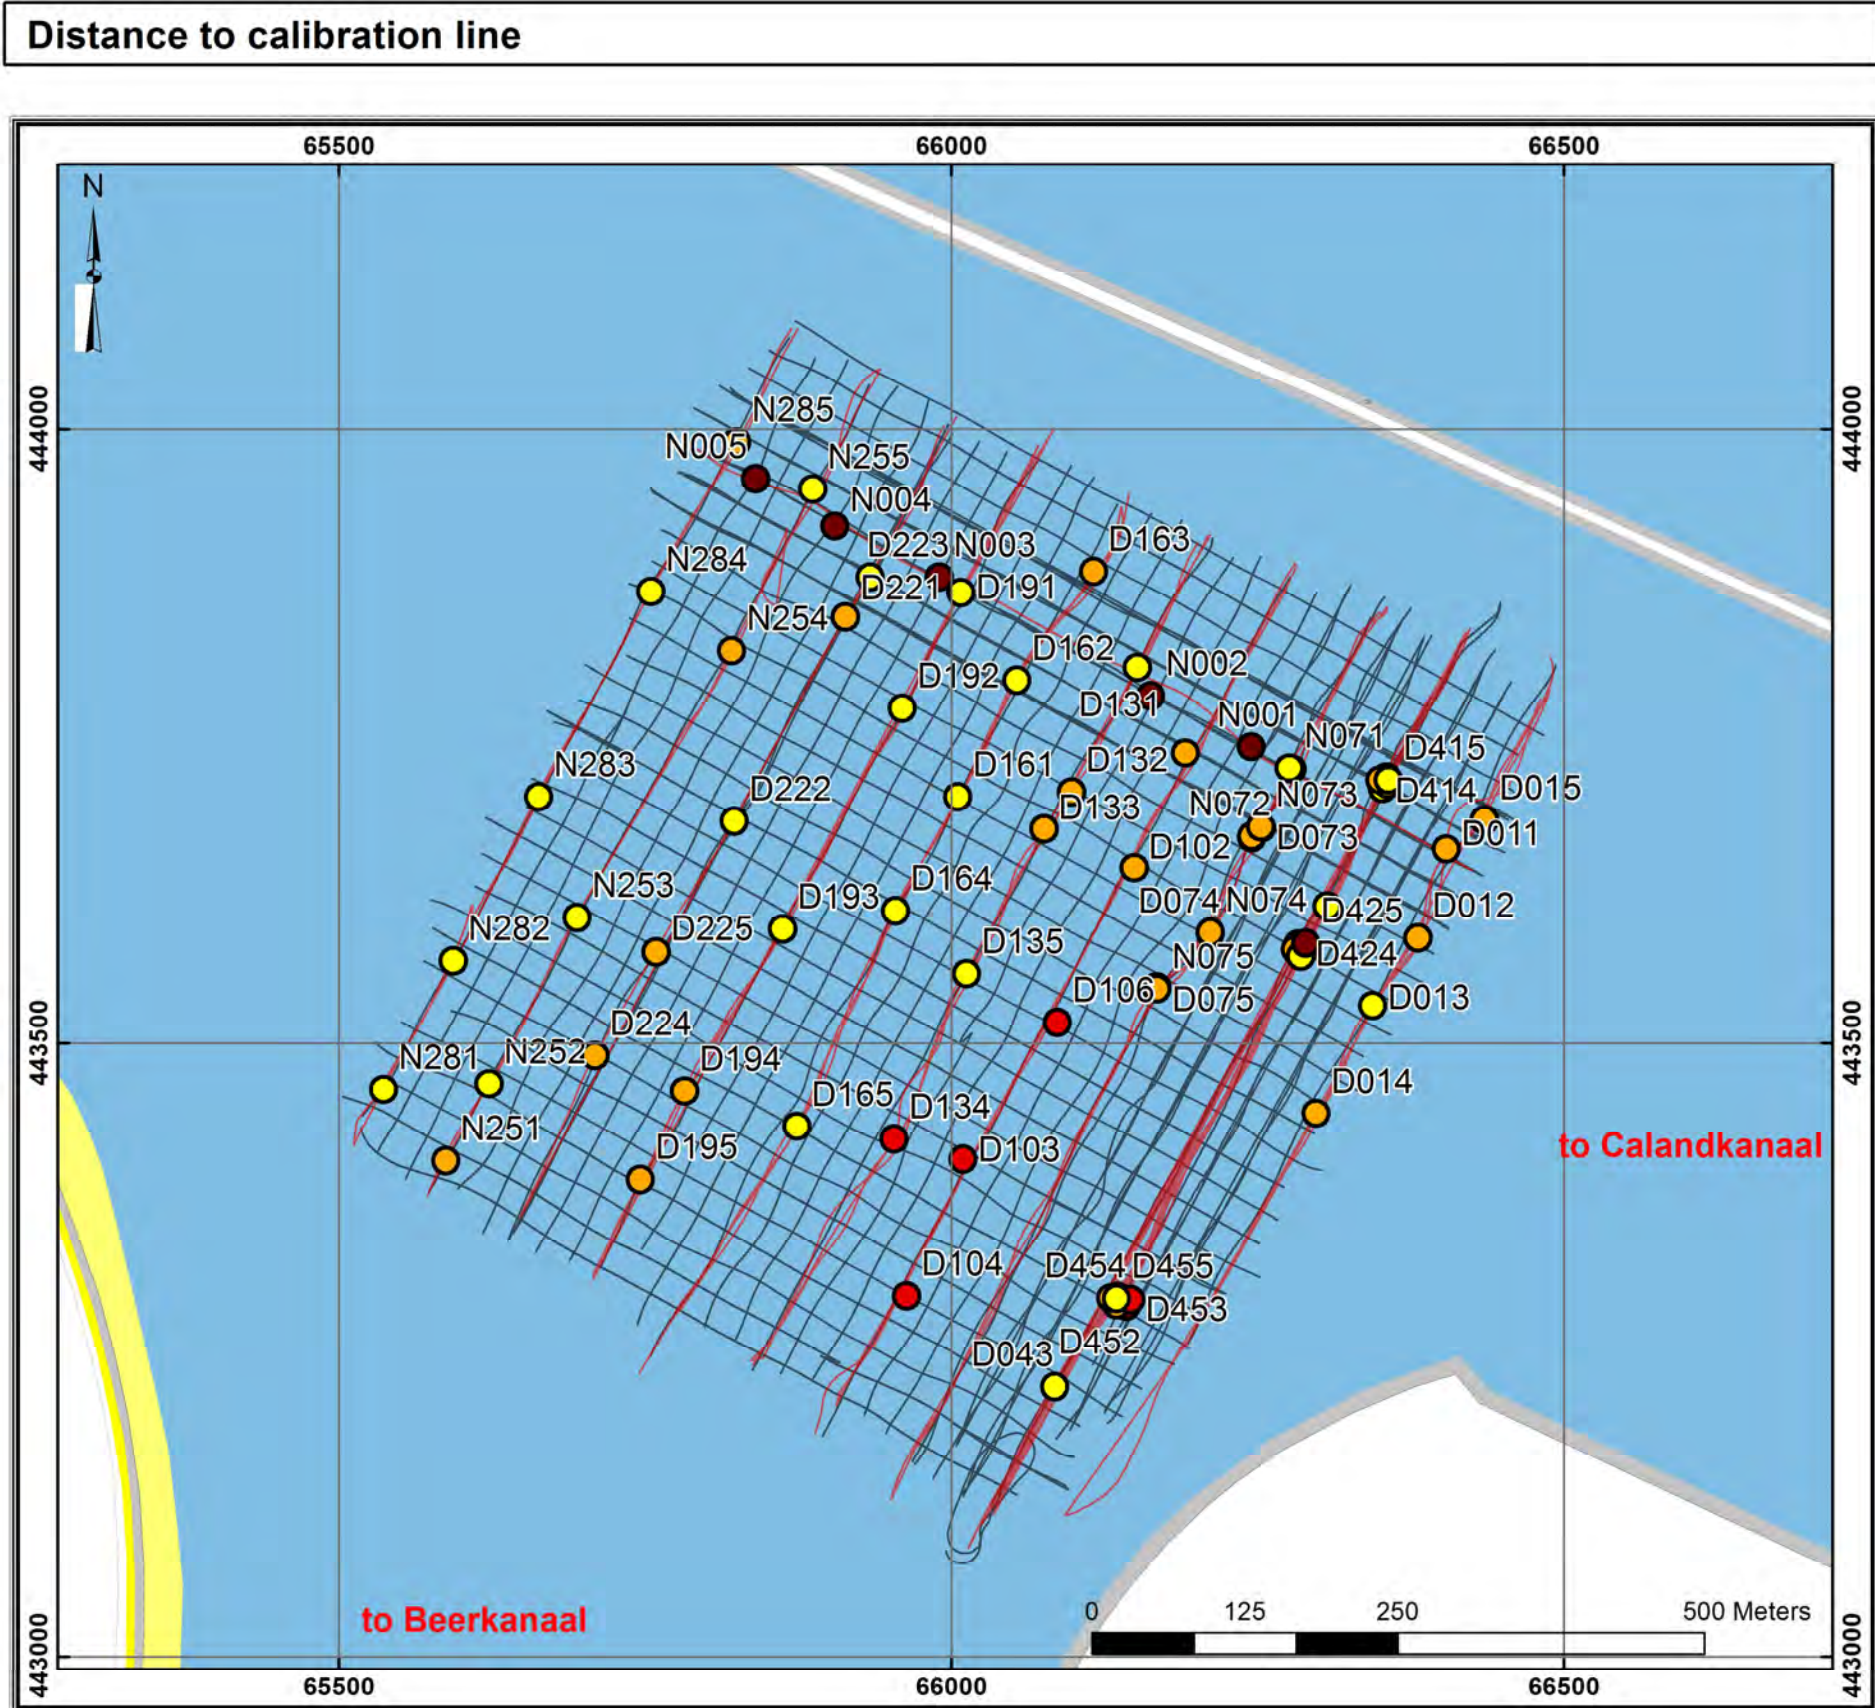 Distance to calibration line
65500 66000 66500
N
N285
444000 444000
N005
N255
N004
D163
D223 N003
N284
D221 D191
N254
D162 N002
D192
D131
N001
N071
D415
D132
N283
D161
D222
D414 D015
N072 N073
D133
D011
D073
D102
D164
N253
D193
D074 N074
D425
D012
N282
D225
D135
N075
D424
D106
D075
D013
D224
443500 443500
N281 N252
D194
D014
D165
D134
N251
D195
D103
to Calandkanaal
D104
D454 D455
D453
D043 D452
to Beerkanaal
0 125 250 500 Meters
443000 443000
65500 66000 66500